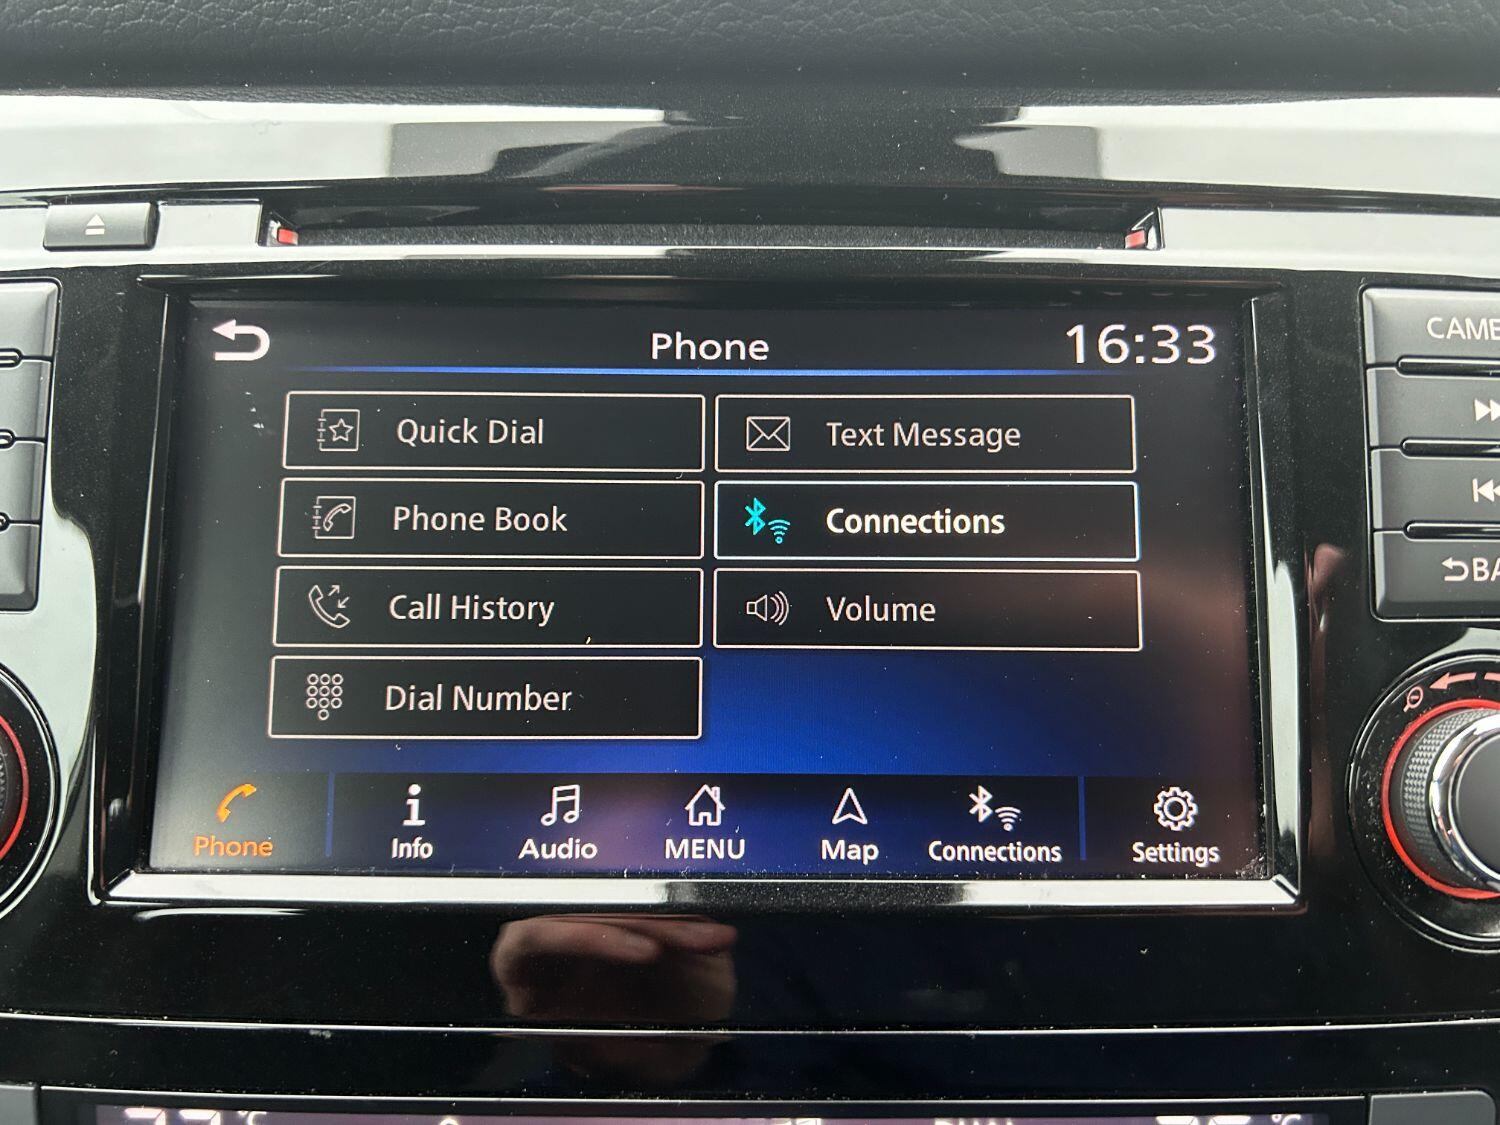 Phone
16:33
Quick Dial
Text Message
Phone Book
Connections
Call History
Volume
Dial Number
Phone
Info
Audio
MENU
Map
Connections
Settings